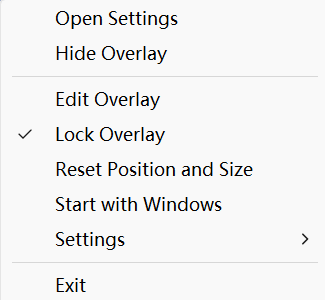 Open Settings
Hide Overlay
Edit Overlay
Lock Overlay
Reset Position and Size
Start with Windows
Settings
Exit